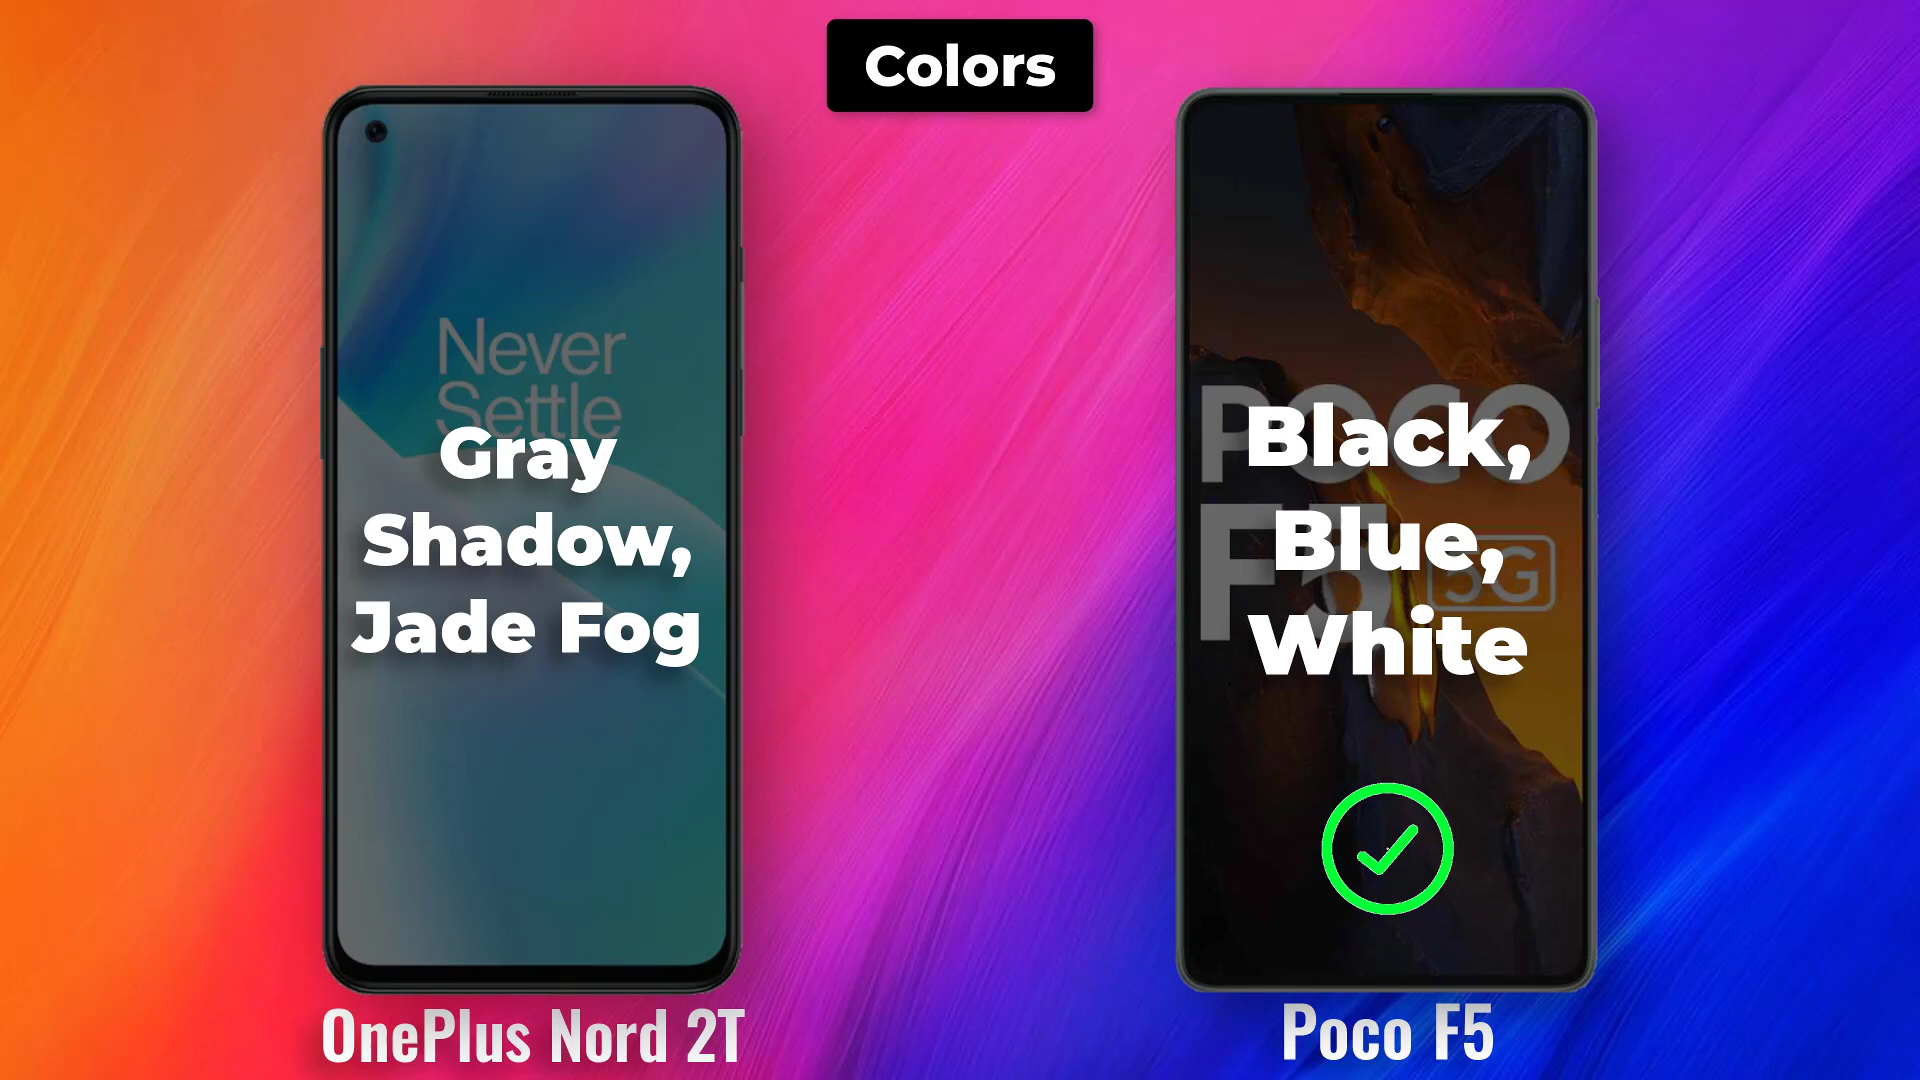 Colors
Never
Settle
Gray
Shadow,
Jade Fog
OnePlus Nord 2T
POCO
F5 5G
Black,
Blue,
White
Poco F5